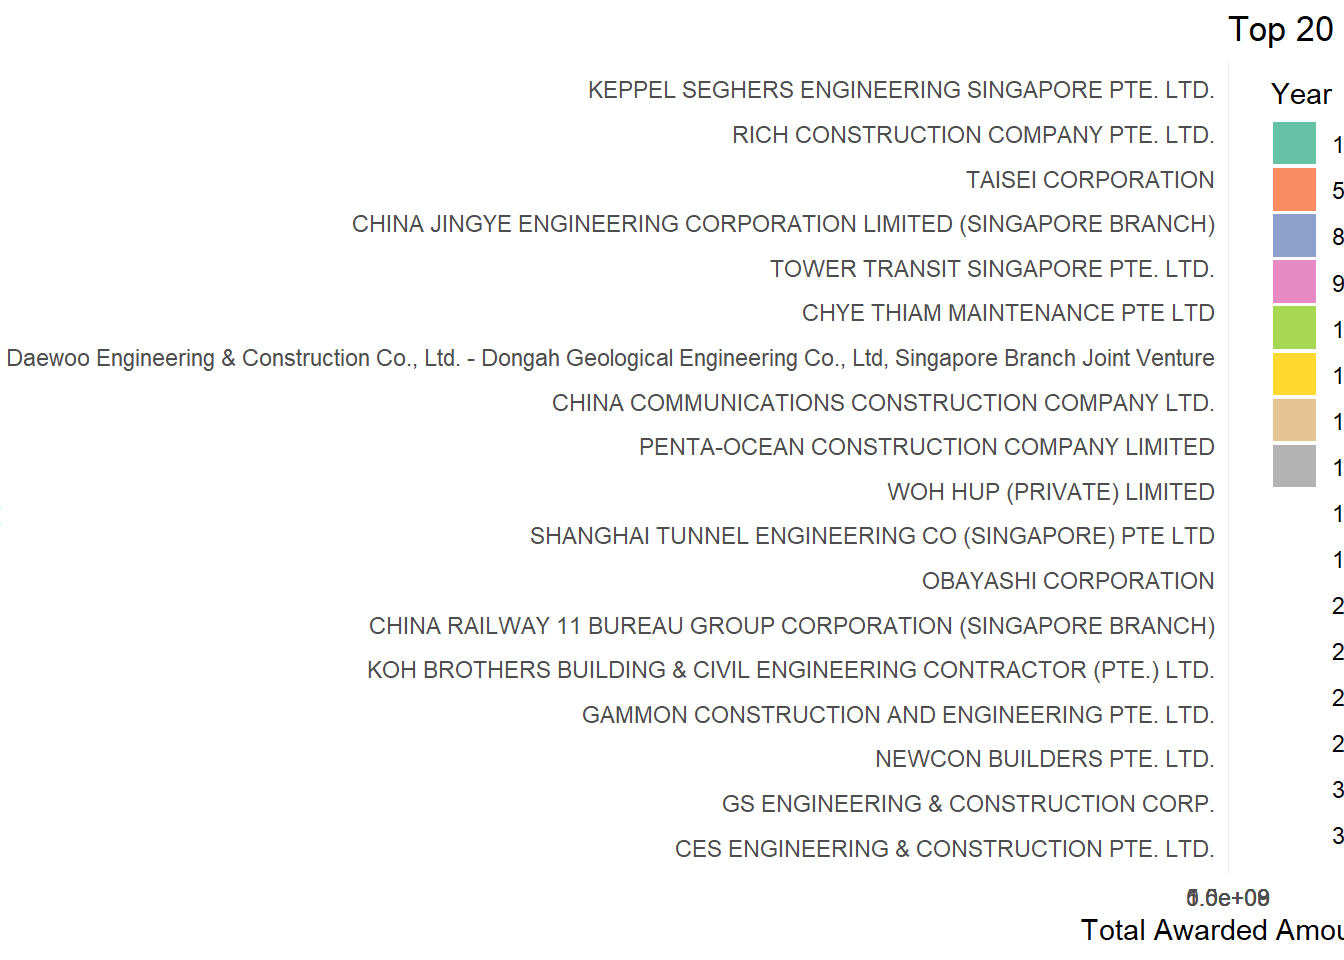 Top 20
KEPPEL SEGHERS ENGINEERING SINGAPORE PTE. LTD.
RICH CONSTRUCTION COMPANY PTE. LTD.
TAISEI CORPORATION
CHINA JINGYE ENGINEERING CORPORATION LIMITED (SINGAPORE BRANCH)
TOWER TRANSIT SINGAPORE PTE. LTD.
CHYE THIAM MAINTENANCE PTE LTD
Daewoo Engineering & Construction Co., Ltd. - Dongah Geological Engineering Co., Ltd, Singapore Branch Joint Venture
CHINA COMMUNICATIONS CONSTRUCTION COMPANY LTD.
PENTA-OCEAN CONSTRUCTION COMPANY LIMITED
WOH HUP (PRIVATE) LIMITED
SHANGHAI TUNNEL ENGINEERING CO (SINGAPORE) PTE LTD
OBAYASHI CORPORATION
CHINA RAILWAY 11 BUREAU GROUP CORPORATION (SINGAPORE BRANCH)
KOH BROTHERS BUILDING & CIVIL ENGINEERING CONTRACTOR (PTE.) LTD.
GAMMON CONSTRUCTION AND ENGINEERING PTE. LTD.
NEWCON BUILDERS PTE. LTD.
GS ENGINEERING & CONSTRUCTION CORP.
CES ENGINEERING & CONSTRUCTION PTE. LTD.
Total Awarded Amou
Year
1
5
8
9
1
1
1
1
1
1
2
2
2
2
3
3